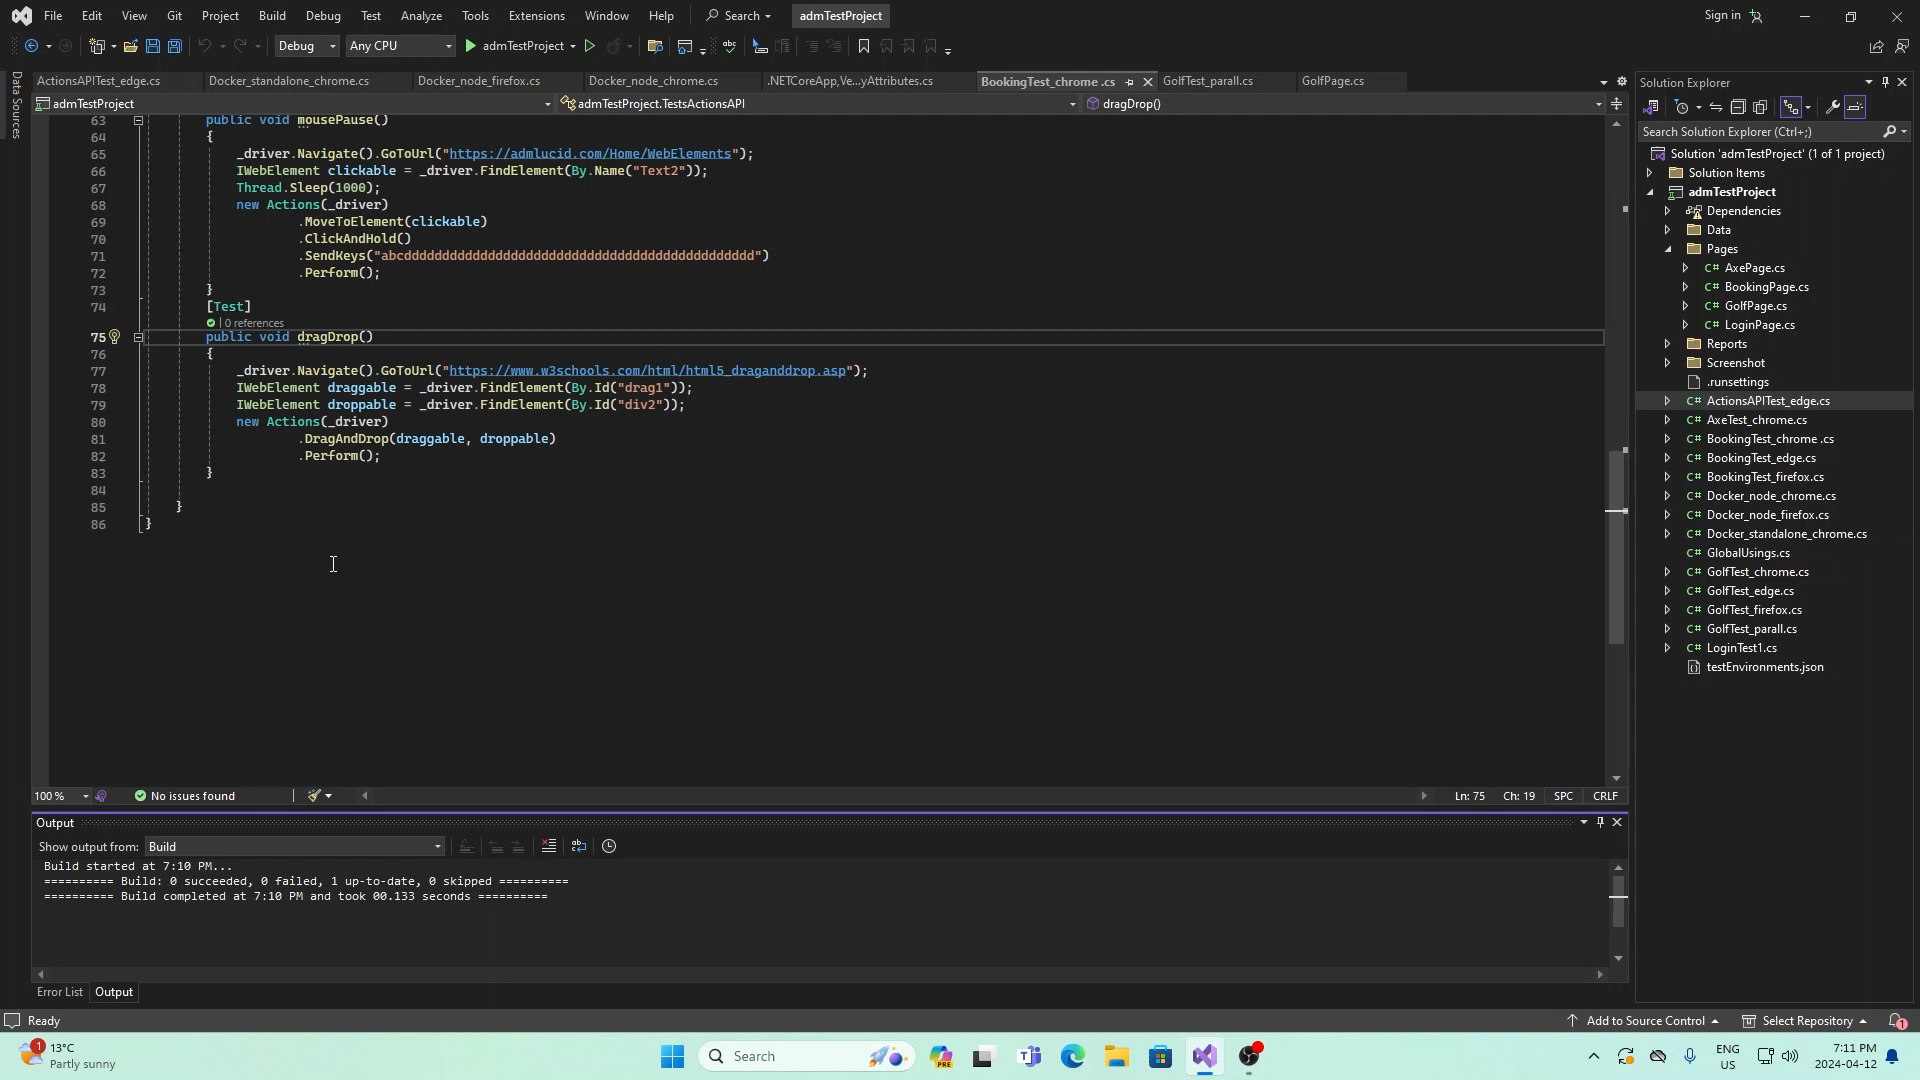 File Edit View Git Project Build Debug Test Analyze Tools Extensions Window Help Search admTestProject Sign in
Debug Any CPU admTestProject
ActionsAPITest_edge.cs Docker_standalone_chrome.cs Docker_node_firefox.cs Docker_node_chrome.cs .NETCoreApp,Ve...yAttributes.cs BookingTest_chrome .cs GolfTest_parall.cs GolfPage.cs
admTestProject admTestProject.TestsActionsAPI dragDrop()
Data Sources
63 public void mousePause()
64 {
65 _driver.Navigate().GoToUrl("https://admlucid.com/Home/WebElements");
66 IWebElement clickable = _driver.FindElement(By.Name("Text2"));
67 Thread.Sleep(1000);
68 new Actions(_driver)
69 .MoveToElement(clickable)
70 .ClickAndHold()
71 .SendKeys("abcdddddddddddddddddddddddddddddddddddddddddddddd")
72 .Perform();
73 }
74 [Test]
0 references
75 public void dragDrop()
76 {
77 _driver.Navigate().GoToUrl("https://www.w3schools.com/html/html5_draganddrop.asp");
78 IWebElement draggable = _driver.FindElement(By.Id("drag1"));
79 IWebElement droppable = _driver.FindElement(By.Id("div2"));
80 new Actions(_driver)
81 .DragAndDrop(draggable, droppable)
82 .Perform();
83 }
84
85 }
86 }
100 % No issues found Ln: 75 Ch: 19 SPC CRLF
Output
Show output from: Build
Build started at 7:10 PM...
========== Build: 0 succeeded, 0 failed, 1 up-to-date, 0 skipped ==========
========== Build completed at 7:10 PM and took 00.133 seconds ==========
Error List Output
Solution Explorer
Search Solution Explorer (Ctrl+;)
Solution 'admTestProject' (1 of 1 project)
Solution Items
admTestProject
Dependencies
Data
Pages
C# AxePage.cs
C# BookingPage.cs
C# GolfPage.cs
C# LoginPage.cs
Reports
Screenshot
.runsettings
C# ActionsAPITest_edge.cs
C# AxeTest_chrome.cs
C# BookingTest_chrome .cs
C# BookingTest_edge.cs
C# BookingTest_firefox.cs
C# Docker_node_chrome.cs
C# Docker_node_firefox.cs
C# Docker_standalone_chrome.cs
C# GlobalUsings.cs
C# GolfTest_chrome.cs
C# GolfTest_edge.cs
C# GolfTest_firefox.cs
C# GolfTest_parall.cs
C# LoginTest1.cs
testEnvironments.json
Ready Add to Source Control Select Repository 1
1 13°C
Partly sunny
Search
PRE
ENG
US
7:11 PM
2024-04-12